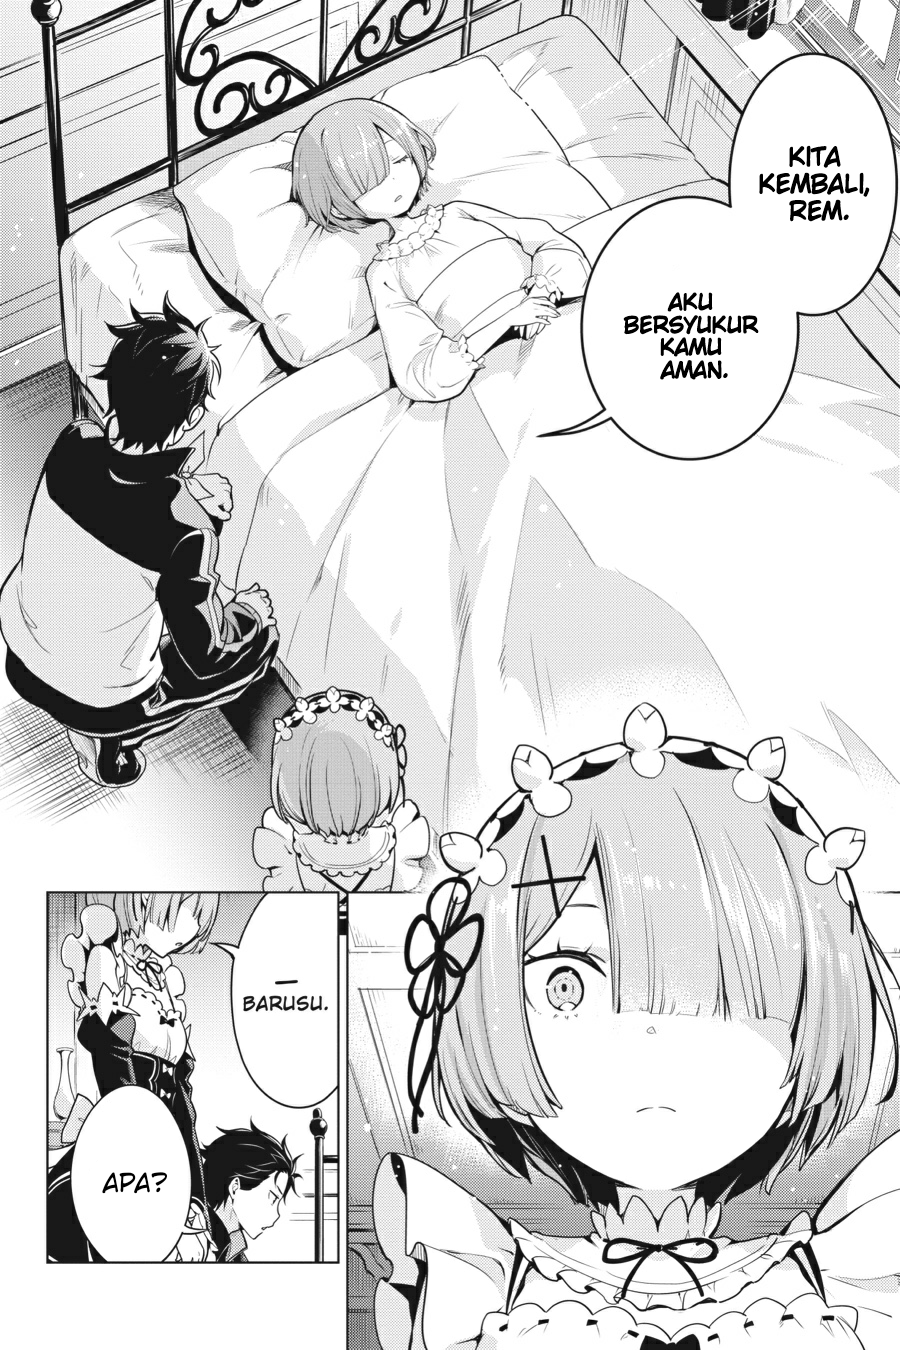 KITA
KEMBALI,
REM.
AKU
BERSYUKUR
KAMU
AMAN.
—
BARUSU.
APA?